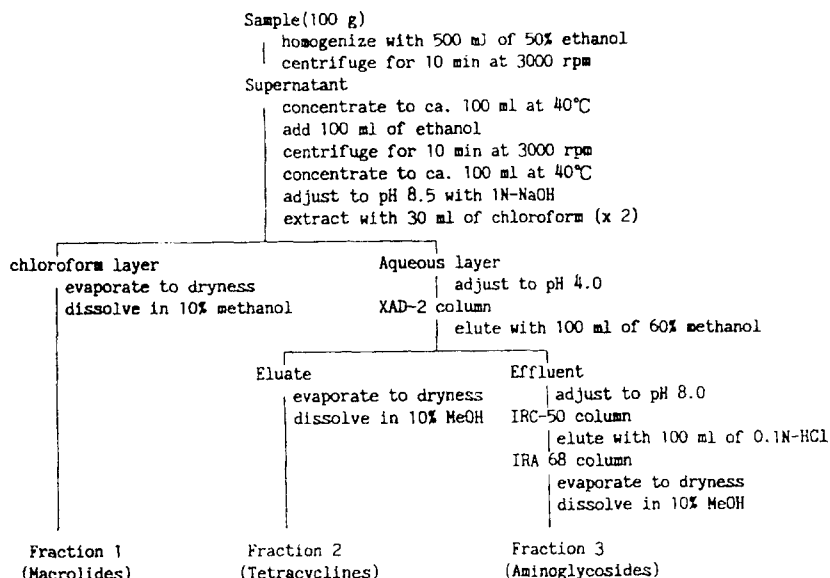 Sample(100 g)
homogenize with 500 ml of 50% ethanol
centrifuge for 10 min at 3000 rpm
Supernatant
concentrate to ca. 100 ml at 40°C
add 100 ml of ethanol
centrifuge for 10 min at 3000 rpm
concentrate to ca. 100 ml at 40°C
adjust to pH 8.5 with 1N-NaOH
extract with 30 ml of chloroform (x 2)
chloroform layer
evaporate to dryness
dissolve in 10% methanol
Aqueous layer
adjust to pH 4.0
XAD-2 column
elute with 100 ml of 60% methanol
Eluate
evaporate to dryness
dissolve in 10% MeOH
Effluent
adjust to pH 8.0
IRC-50 column
elute with 100 ml of 0.1N-HCl
IRA 68 column
evaporate to dryness
dissolve in 10% MeOH
Fraction 1
(Macrolides)
Fraction 2
(Tetracyclines)
Fraction 3
(Aminoglycosides)